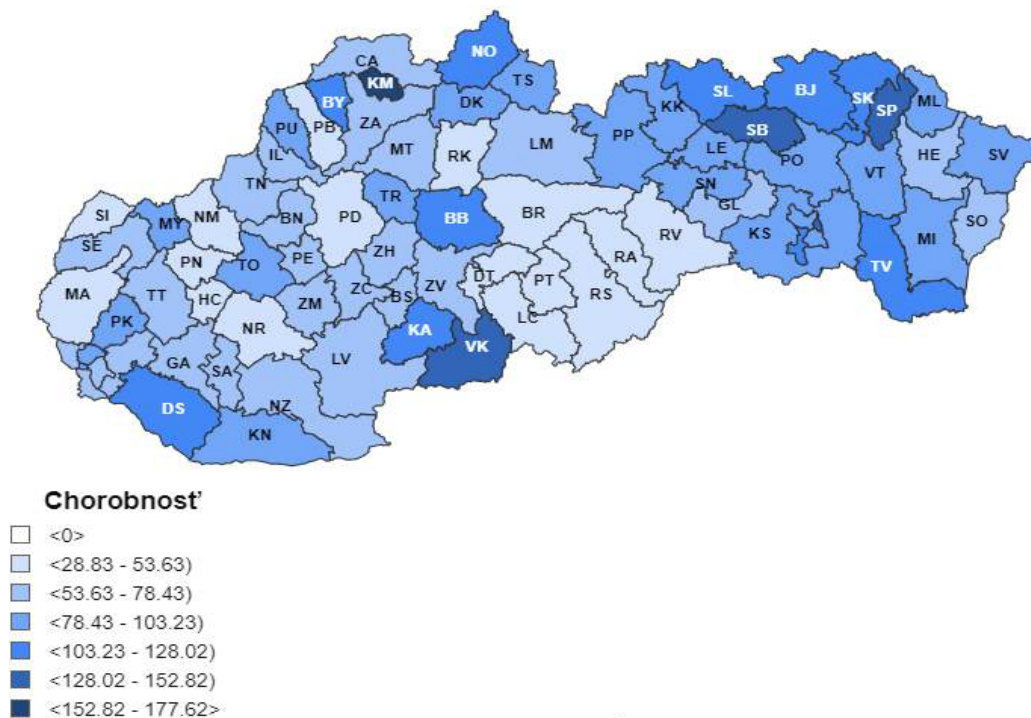 NO
CA
KM
TS
BY
DK
SL
BJ
SK
ML
PU
PB
ZA
KK
SP
IL
MT
RK
LM
PP
SB
LE
PO
HE
SV
TN
VT
SN
BN
PD
TR
GL
SI
MY
NM
BB
BR
RV
SO
SE
PE
ZH
KS
MI
PN
TO
RA
TV
MA
TT
HC
ZM
ZC
BS
ZV
DT
PT
RS
PK
NR
KA
LC
GA
SA
LV
VK
DS
NZ
KN
Chorobnosť
<0>
<28.83 - 53.63)
<53.63 - 78.43)
<78.43 - 103.23)
<103.23 - 128.02)
<128.02 - 152.82)
<152.82 - 177.62>